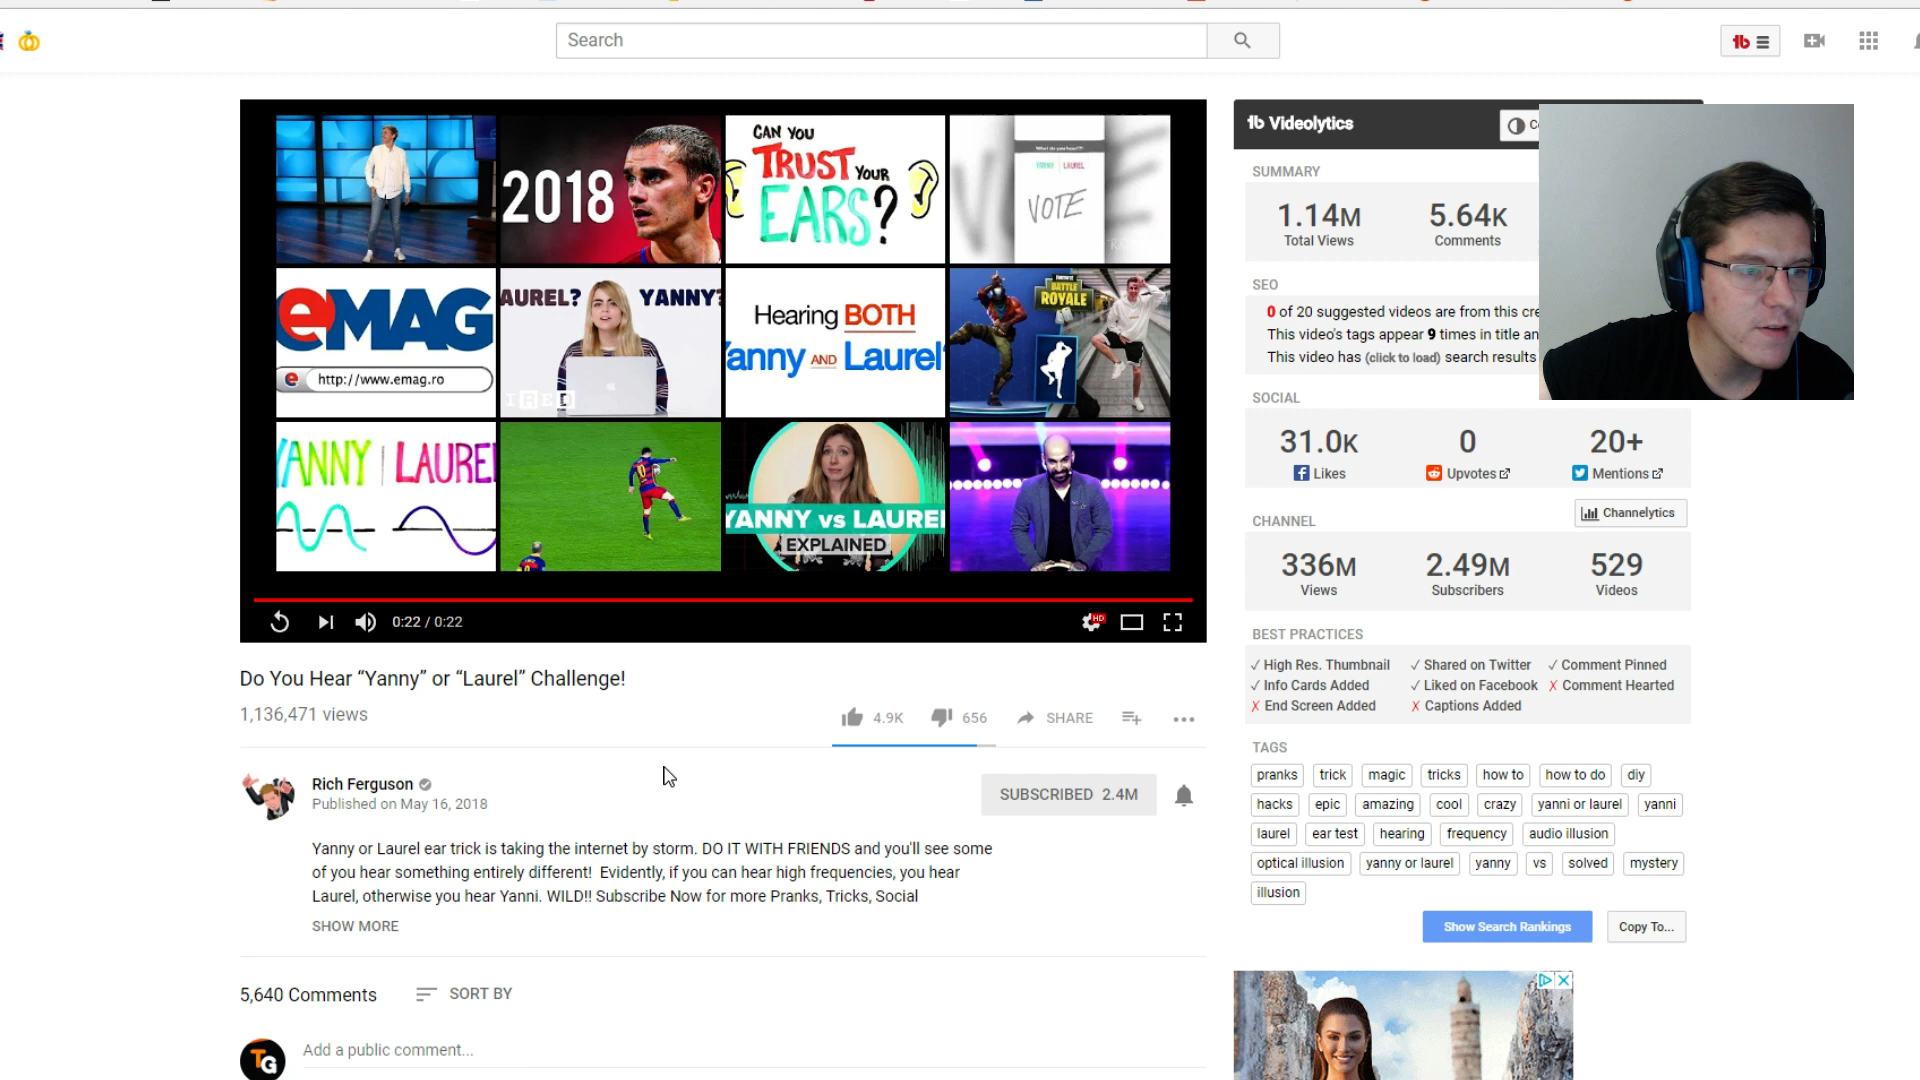 Search
CAN YOU
TRUST YOUR
EARS?
2018
VOTE
eMAG
http://www.emag.ro
AUREL? YANNY?
Hearing BOTH
Yanny AND Laurel
BATTLE
ROYALE
YANNY | LAUREL
YANNY vs LAUREL
EXPLAINED
0:22 / 0:22
HD
Do You Hear “Yanny” or “Laurel” Challenge!
1,136,471 views
4.9K 656 SHARE
Rich Ferguson
Published on May 16, 2018
SUBSCRIBED 2.4M
Yanny or Laurel ear trick is taking the internet by storm. DO IT WITH FRIENDS and you'll see some
of you hear something entirely different! Evidently, if you can hear high frequencies, you hear
Laurel, otherwise you hear Yanni. WILD!! Subscribe Now for more Pranks, Tricks, Social
SHOW MORE
5,640 Comments SORT BY
TG
Add a public comment...
tb
tb Videolytics
SUMMARY
1.14M 5.64K
Total Views Comments
SEO
0 of 20 suggested videos are from this cre
This video's tags appear 9 times in title an
This video has (click to load) search results
SOCIAL
31.0K 0 20+
Likes Upvotes Mentions
Channelytics
CHANNEL
336M 2.49M 529
Views Subscribers Videos
BEST PRACTICES
✓ High Res. Thumbnail ✓ Shared on Twitter ✓ Comment Pinned
✓ Info Cards Added ✓ Liked on Facebook ✗ Comment Hearted
✗ End Screen Added ✗ Captions Added
TAGS
pranks trick magic tricks how to how to do diy
hacks epic amazing cool crazy yanni or laurel yanni
laurel ear test hearing frequency audio illusion
optical illusion yanny or laurel yanny vs solved mystery
illusion
Show Search Rankings Copy To...